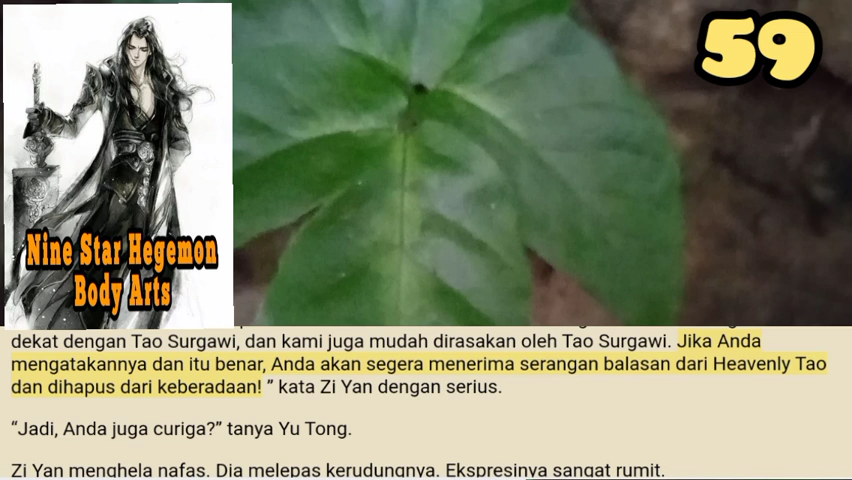 59
Nine Star Hegemon
Body Arts
dekat dengan Tao Surgawi, dan kami juga mudah dirasakan oleh Tao Surgawi. Jika Anda
mengatakannya dan itu benar, Anda akan segera menerima serangan balasan dari Heavenly Tao
dan dihapus dari keberadaan! ” kata Zi Yan dengan serius.
“Jadi, Anda juga curiga?” tanya Yu Tong.
Zi Yan menghela nafas. Dia melepas kerudungnya. Ekspresinya sangat rumit.